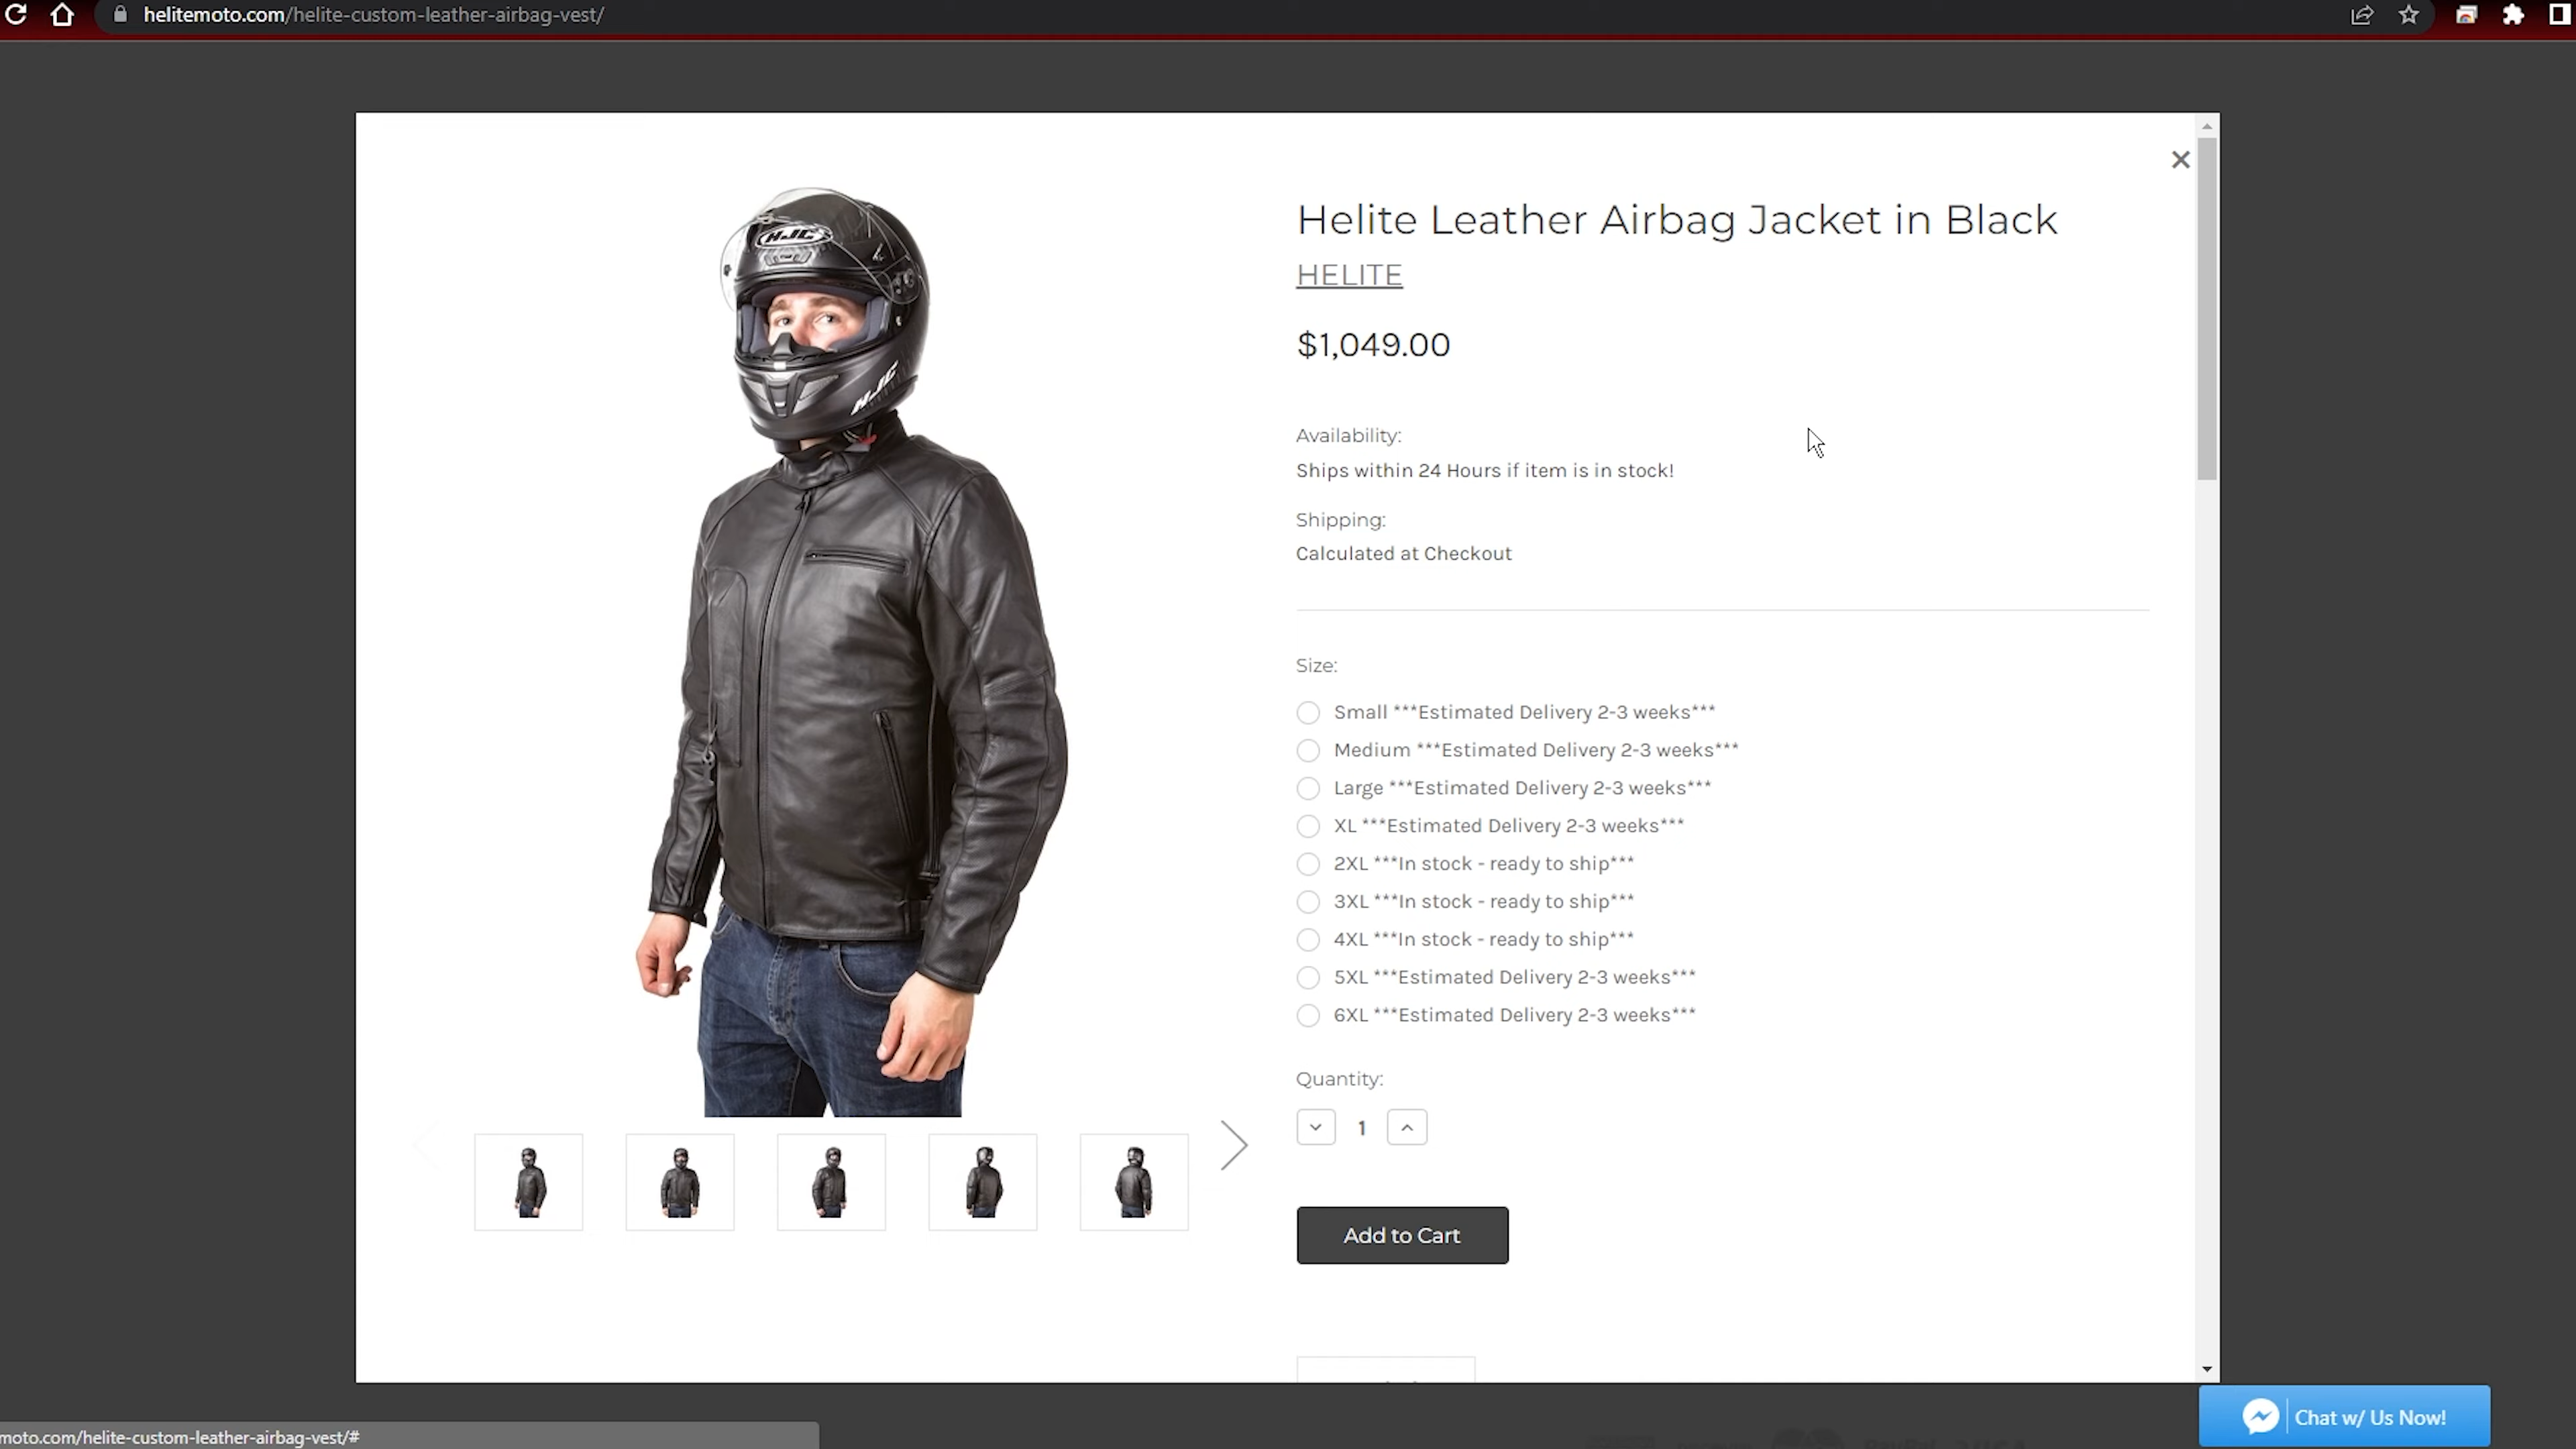 helitemoto.com/helite-custom-leather-airbag-vest/
HJC
HJC
Helite Leather Airbag Jacket in Black
HELITE
$1,049.00
Availability:
Ships within 24 Hours if item is in stock!
Shipping:
Calculated at Checkout
Size:
Small ***Estimated Delivery 2-3 weeks***
Medium ***Estimated Delivery 2-3 weeks***
Large ***Estimated Delivery 2-3 weeks***
XL ***Estimated Delivery 2-3 weeks***
2XL ***In stock - ready to ship***
3XL ***In stock - ready to ship***
4XL ***In stock - ready to ship***
5XL ***Estimated Delivery 2-3 weeks***
6XL ***Estimated Delivery 2-3 weeks***
Quantity:
1
Add to Cart
Chat w/ Us Now!
moto.com/helite-custom-leather-airbag-vest/#